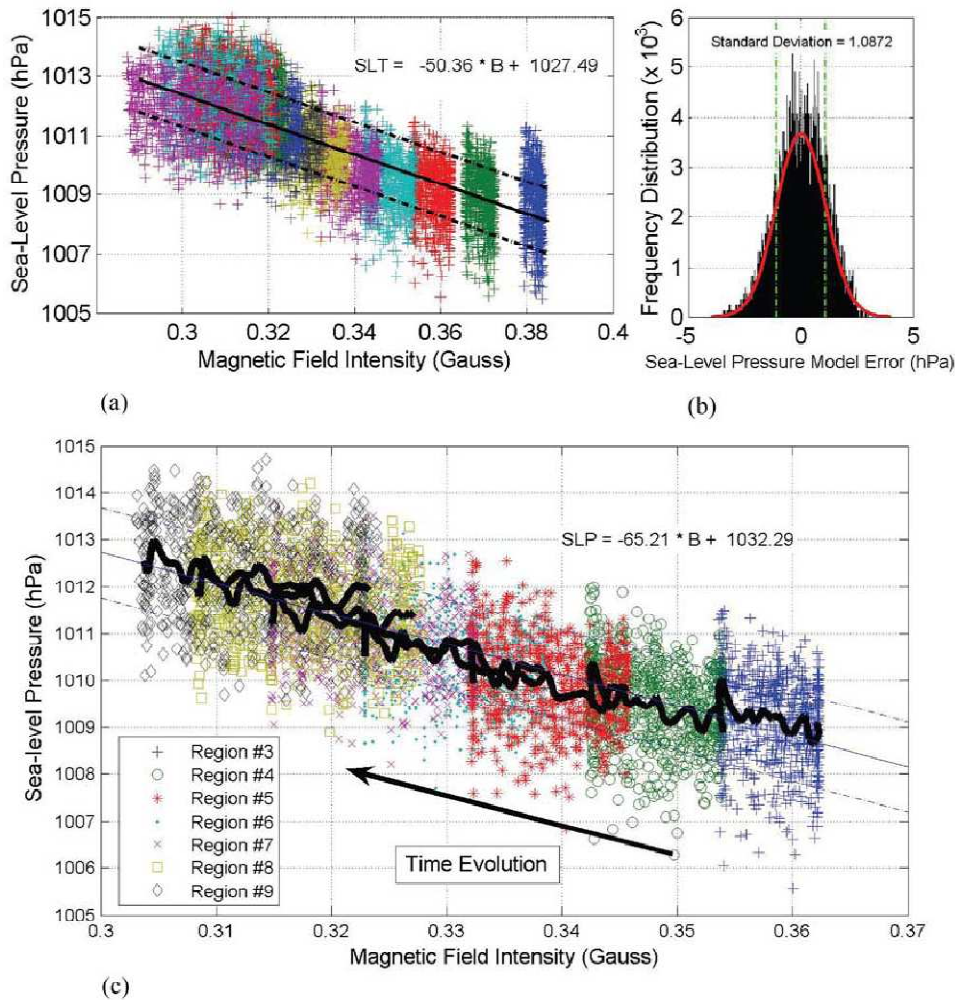 1015
1013
1011
1009
1007
1005
Sea-Level Pressure (hPa)
SLT = -50.36 * B + 1027.49
0.3
0.32
0.34
0.36
0.38
0.4
Magnetic Field Intensity (Gauss)
(a)
6
5
4
3
2
1
0
Frequency Distribution (x 10³)
Standard Deviation = 1.0872
-5
0
5
Sea-Level Pressure Model Error (hPa)
(b)
1015
1014
1013
1012
1011
1010
1009
1008
1007
1006
1005
Sea-level Pressure (hPa)
SLP = -65.21 * B + 1032.29
Region #3
Region #4
Region #5
Region #6
Region #7
Region #8
Region #9
Time Evolution
0.3
0.31
0.32
0.33
0.34
0.35
0.36
0.37
Magnetic Field Intensity (Gauss)
(c)